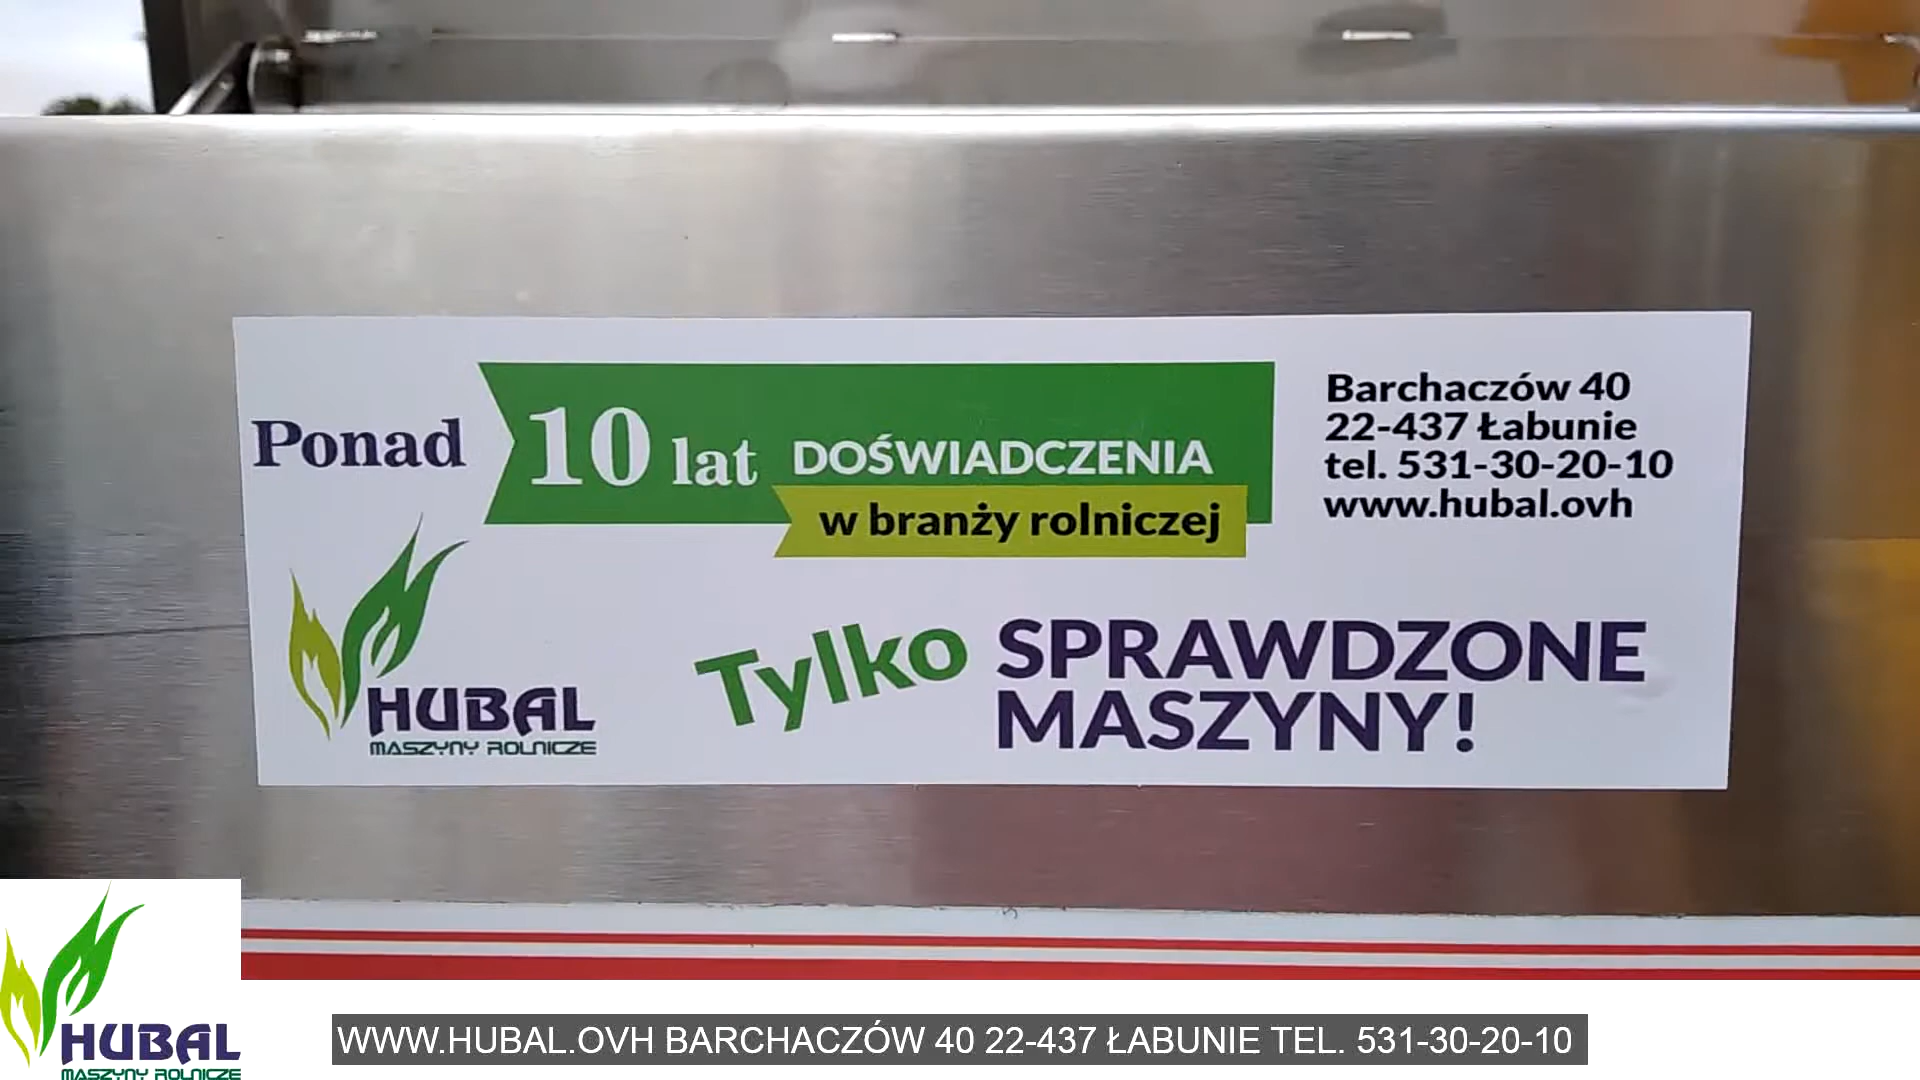 Ponad 10 lat DOŚWIADCZENIA
w branży rolniczej
Barchaczów 40
22-437 Łabunie
tel. 531-30-20-10
www.hubal.ovh
HUBAL
MASZYNY ROLNICZE
Tylko SPRAWDZONE
MASZYNY!
HUBAL
MASZYNY ROLNICZE
WWW.HUBAL.OVH BARCHACZÓW 40 22-437 ŁABUNIE TEL. 531-30-20-10